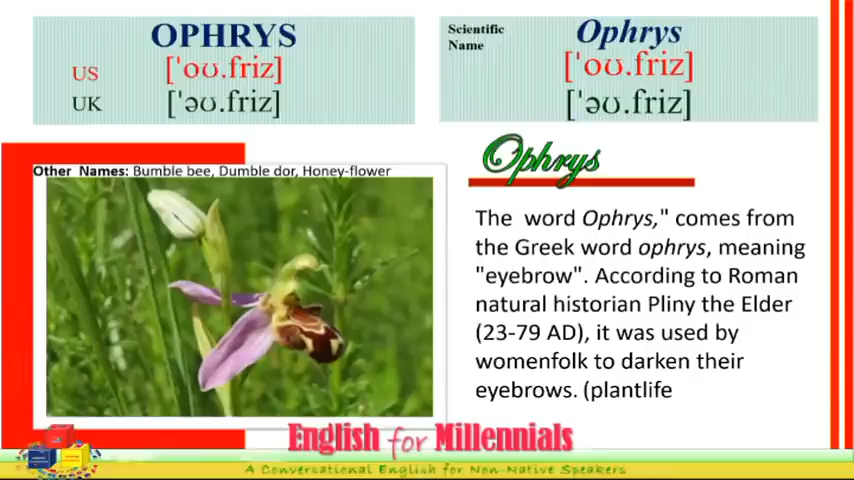 OPHRYS
US ['oʊ.friz]
UK ['əʊ.friz]
Scientific
Name
Ophrys
['oʊ.friz]
['əʊ.friz]
Other Names: Bumble bee, Dumble dor, Honey-flower
Ophrys
The word Ophrys," comes from
the Greek word ophrys, meaning
"eyebrow". According to Roman
natural historian Pliny the Elder
(23-79 AD), it was used by
womenfolk to darken their
eyebrows. (plantlife
English for Millennials
A Conversational English for Non-Native Speakers